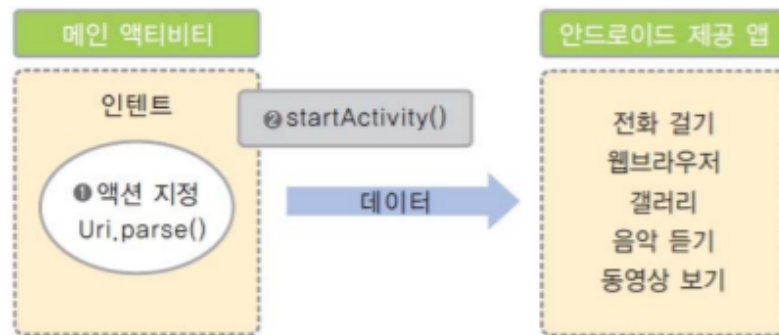 메인 액티비티
인텐트
❶ 액션 지정
Uri.parse()
❷ startActivity()
데이터
안드로이드 제공 앱
전화 걸기
웹브라우저
갤러리
음악 듣기
동영상 보기